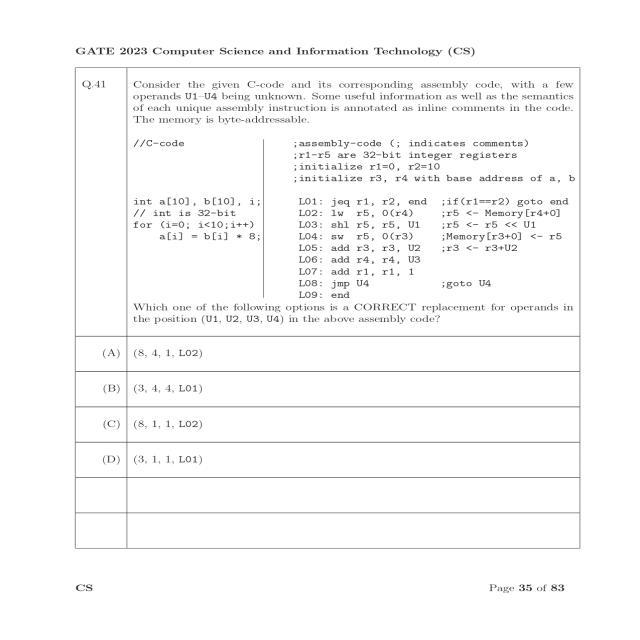 GATE 2023 Computer Science and Information Technology (CS)
Q.41 Consider the given C-code and its corresponding assembly code, with a few
operands U1–U4 being unknown. Some useful information as well as the semantics
of each unique assembly instruction is annotated as inline comments in the code.
The memory is byte-addressable.
//C-code ;assembly-code (; indicates comments)
;r1-r5 are 32-bit integer registers
;initialize r1=0, r2=10
;initialize r3, r4 with base address of a, b
int a[10], b[10], i; L01: jeq r1, r2, end ;if(r1==r2) goto end
// int is 32-bit L02: lw r5, 0(r4) ;r5 <- Memory[r4+0]
for (i=0; i<10;i++) L03: shl r5, r5, U1 ;r5 <- r5 << U1
a[i] = b[i] * 8; L04: sw r5, 0(r3) ;Memory[r3+0] <- r5
L05: add r3, r3, U2 ;r3 <- r3+U2
L06: add r4, r4, U3
L07: add r1, r1, 1
L08: jmp U4 ;goto U4
L09: end
Which one of the following options is a CORRECT replacement for operands in
the position (U1, U2, U3, U4) in the above assembly code?
(A) (8, 4, 1, L02)
(B) (3, 4, 4, L01)
(C) (8, 1, 1, L02)
(D) (3, 1, 1, L01)
CS Page 35 of 83